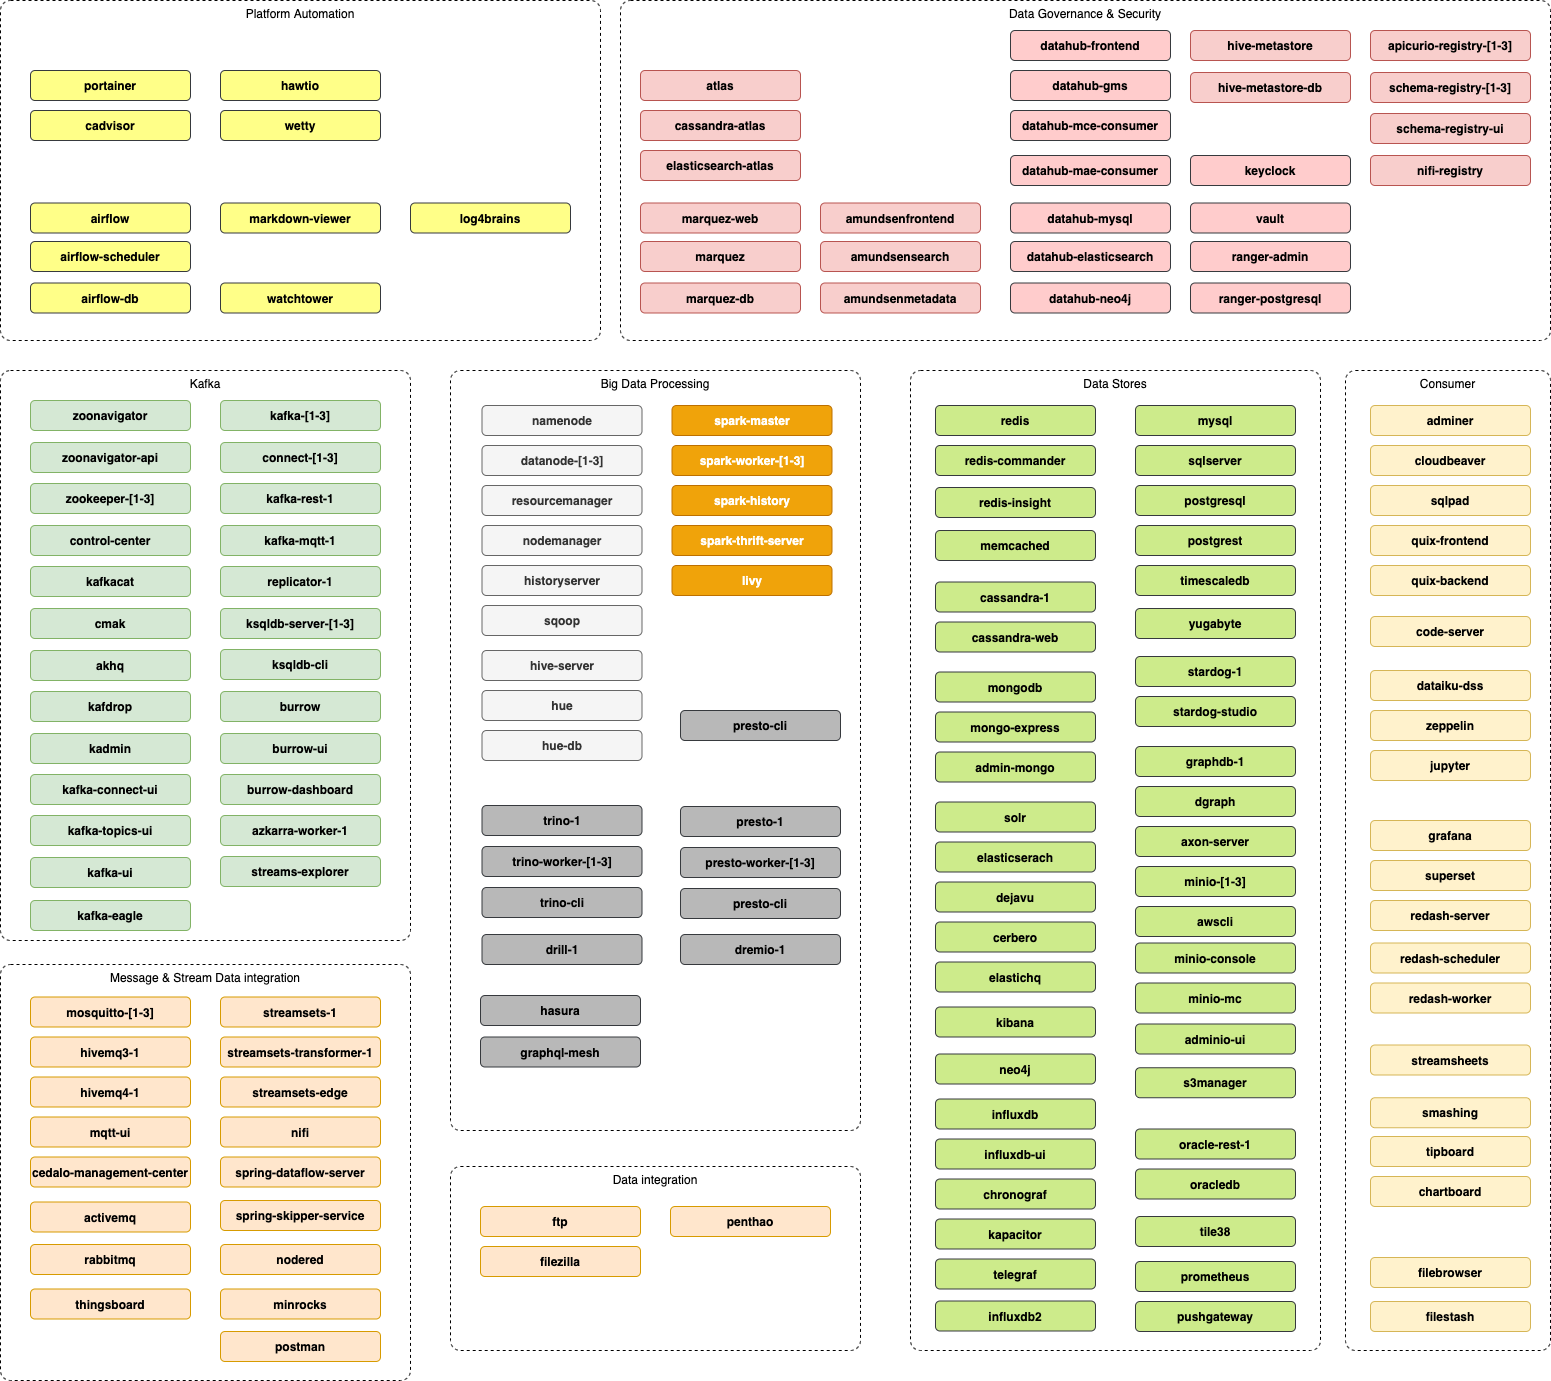 Platform Automation
portainer
hawtio
cadvisor
wetty
airflow
markdown-viewer
log4brains
airflow-scheduler
airflow-db
watchtower
Data Governance & Security
datahub-frontend
hive-metastore
apicurio-registry-[1-3]
atlas
datahub-gms
hive-metastore-db
schema-registry-[1-3]
cassandra-atlas
datahub-mce-consumer
schema-registry-ui
elasticsearch-atlas
datahub-mae-consumer
keyclock
nifi-registry
marquez-web
amundsenfrontend
datahub-mysql
vault
marquez
amundsensearch
datahub-elasticsearch
ranger-admin
marquez-db
amundsenmetadata
datahub-neo4j
ranger-postgresql
Kafka
zoonavigator
kafka-[1-3]
zoonavigator-api
connect-[1-3]
zookeeper-[1-3]
kafka-rest-1
control-center
kafka-mqtt-1
kafkacat
replicator-1
cmak
ksqldb-server-[1-3]
akhq
ksqldb-cli
kafdrop
burrow
kadmin
burrow-ui
kafka-connect-ui
burrow-dashboard
kafka-topics-ui
azkarra-worker-1
kafka-ui
streams-explorer
kafka-eagle
Message & Stream Data integration
mosquitto-[1-3]
streamsets-1
hivemq3-1
streamsets-transformer-1
hivemq4-1
streamsets-edge
mqtt-ui
nifi
cedalo-management-center
spring-dataflow-server
activemq
spring-skipper-service
rabbitmq
nodered
thingsboard
minrocks
postman
Big Data Processing
namenode
spark-master
datanode-[1-3]
spark-worker-[1-3]
resourcemanager
spark-history
nodemanager
spark-thrift-server
historyserver
livy
sqoop
hive-server
hue
presto-cli
hue-db
trino-1
presto-1
trino-worker-[1-3]
presto-worker-[1-3]
trino-cli
presto-cli
drill-1
dremio-1
hasura
graphql-mesh
Data integration
ftp
penthao
filezilla
Data Stores
redis
mysql
redis-commander
sqlserver
redis-insight
postgresql
memcached
postgrest
timescaledb
cassandra-1
yugabyte
cassandra-web
stardog-1
mongodb
stardog-studio
mongo-express
graphdb-1
admin-mongo
dgraph
solr
axon-server
elasticserach
minio-[1-3]
dejavu
awscli
cerbero
minio-console
elastichq
minio-mc
kibana
adminio-ui
neo4j
s3manager
influxdb
oracle-rest-1
influxdb-ui
oracledb
chronograf
tile38
kapacitor
prometheus
telegraf
pushgateway
influxdb2
Consumer
adminer
cloudbeaver
sqlpad
quix-frontend
quix-backend
code-server
dataiku-dss
zeppelin
jupyter
grafana
superset
redash-server
redash-scheduler
redash-worker
streamsheets
smashing
tipboard
chartboard
filebrowser
filestash